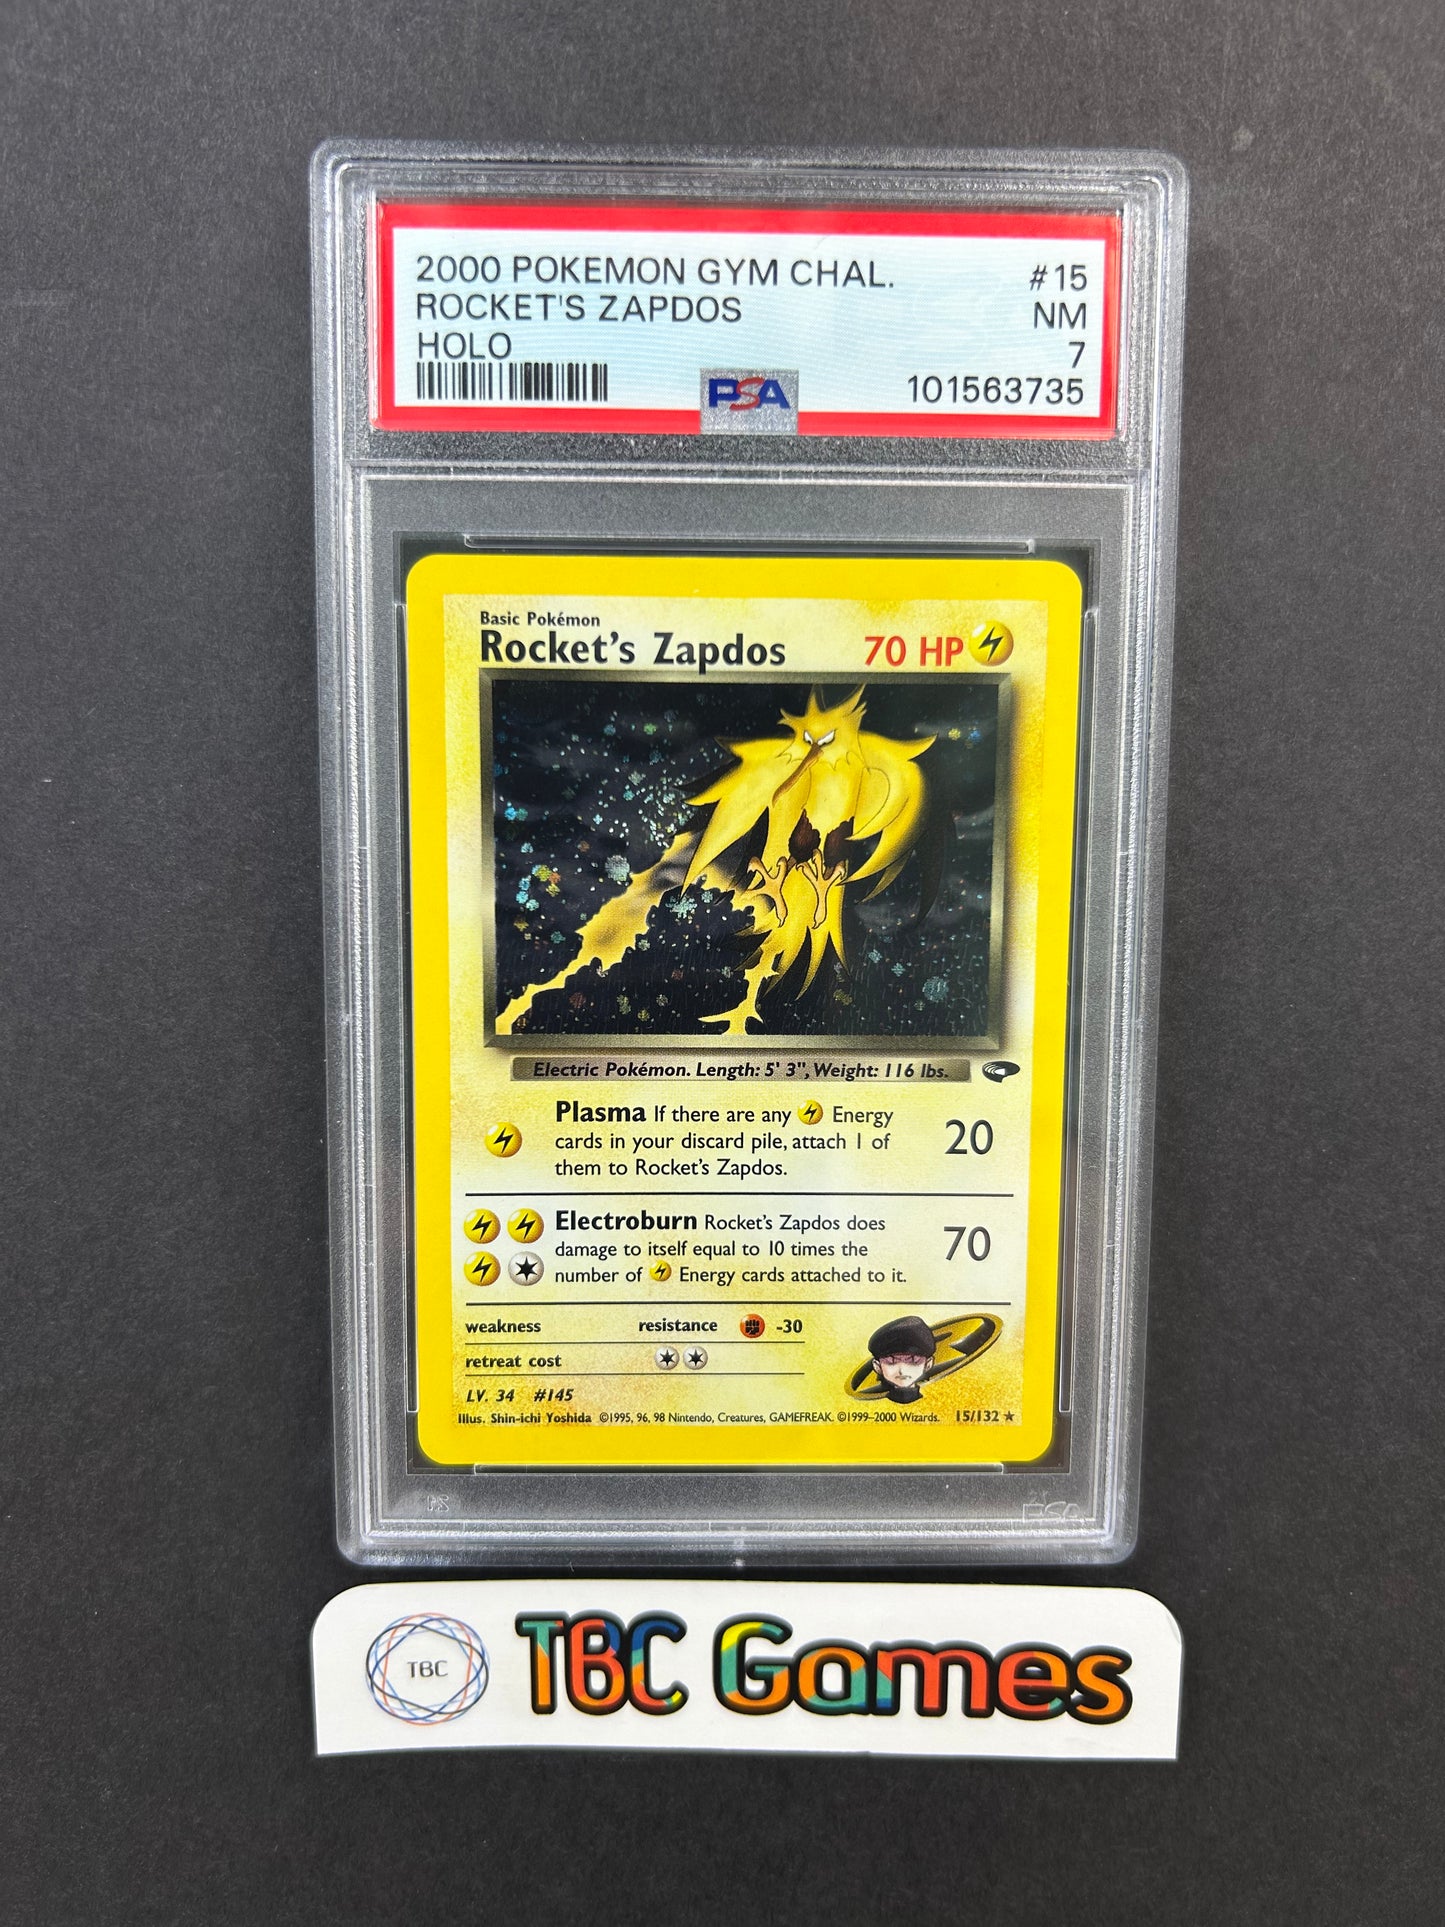 2000 POKEMON GYM CHAL. #15
ROCKET'S ZAPDOS NM
HOLO 7
PSA 101563735
Basic Pokémon
Rocket's Zapdos 70 HP
Electric Pokémon. Length: 5' 3", Weight: 116 lbs.
Plasma If there are any Energy
cards in your discard pile, attach 1 of
them to Rocket's Zapdos.
20
Electroburn Rocket's Zapdos does
damage to itself equal to 10 times the
number of Energy cards attached to it.
70
weakness resistance -30
retreat cost
LV. 34 #145
Illus. Shin-ichi Yoshida ©1995, 96, 98 Nintendo, Creatures, GAMEFREAK. ©1999–2000 Wizards. 15/132 ★
TBC TBC Games